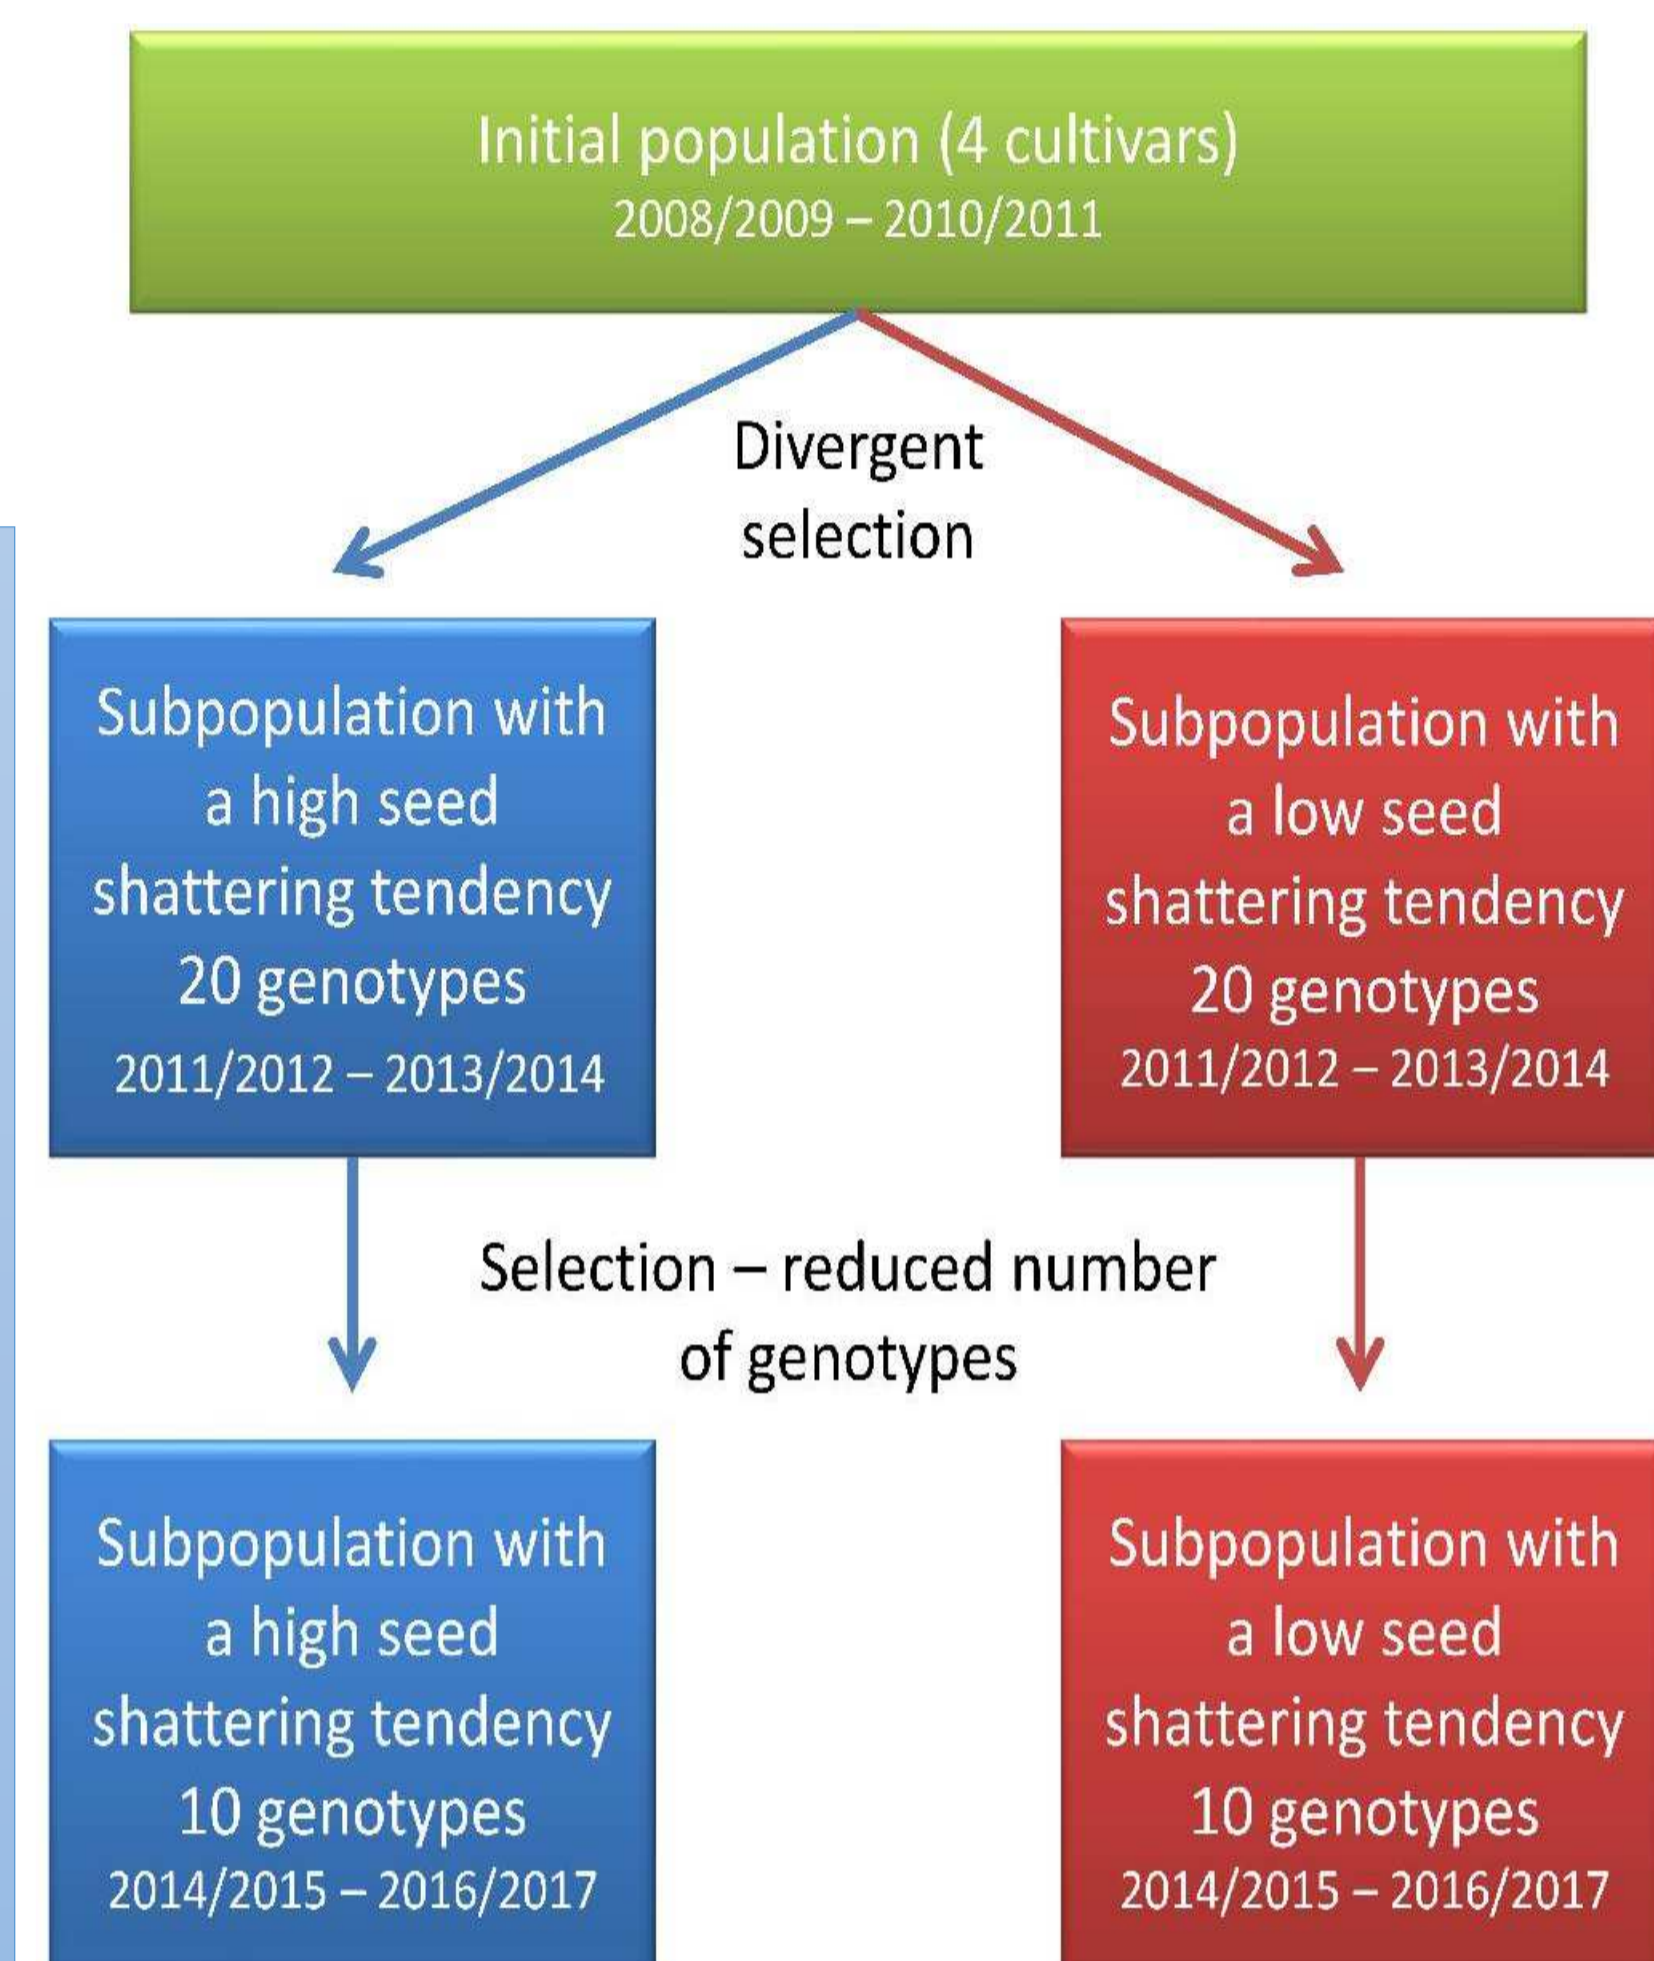 Initial population (4 cultivars)
2008/2009 – 2010/2011
Divergent
selection
Subpopulation with
a high seed
shattering tendency
20 genotypes
2011/2012 – 2013/2014
Subpopulation with
a low seed
shattering tendency
20 genotypes
2011/2012 – 2013/2014
Selection – reduced number
of genotypes
Subpopulation with
a high seed
shattering tendency
10 genotypes
2014/2015 – 2016/2017
Subpopulation with
a low seed
shattering tendency
10 genotypes
2014/2015 – 2016/2017